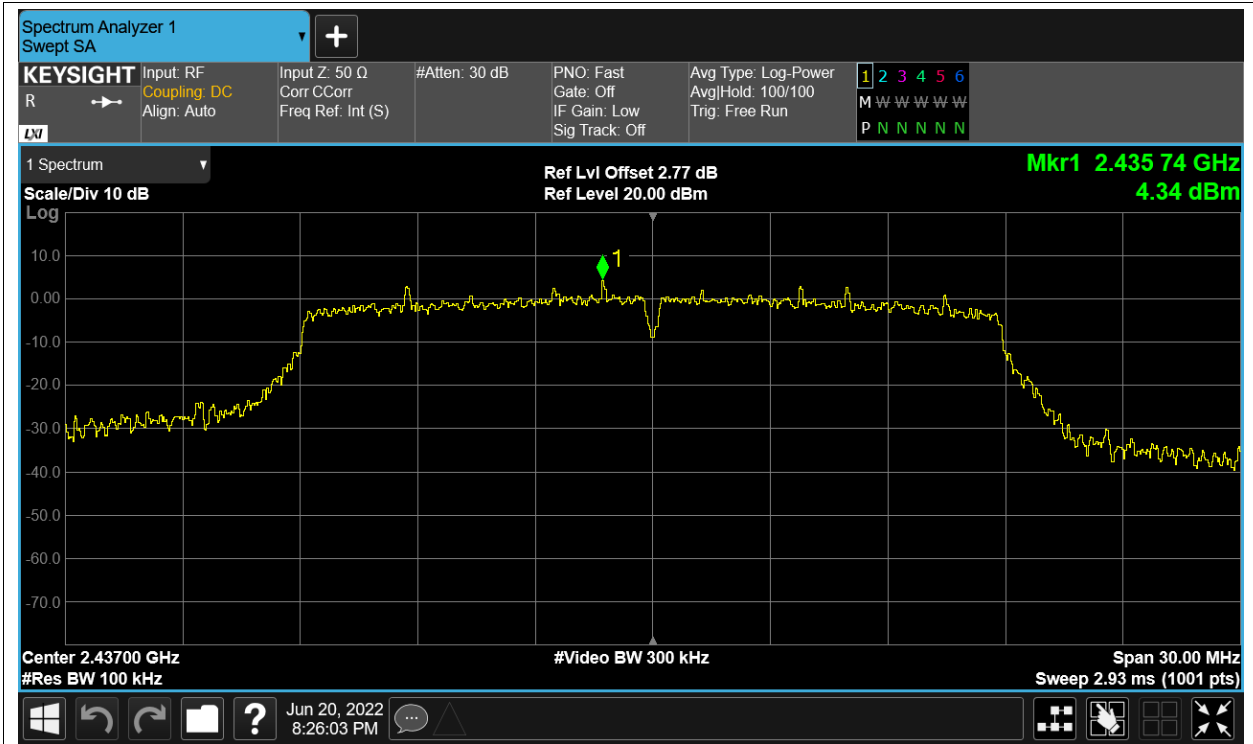 Spectrum Analyzer 1
Swept SA
KEYSIGHT
R
LXI
Input: RF
Coupling: DC
Align: Auto
Input Z: 50 Ω
Corr CCorr
Freq Ref: Int (S)
#Atten: 30 dB
PNO: Fast
Gate: Off
IF Gain: Low
Sig Track: Off
Avg Type: Log-Power
Avg|Hold: 100/100
Trig: Free Run
1 2 3 4 5 6
M W W W W W
P N N N N N
1 Spectrum
Scale/Div 10 dB
Log
Ref Lvl Offset 2.77 dB
Ref Level 20.00 dBm
Mkr1 2.435 74 GHz
4.34 dBm
1
10.0
0.00
-10.0
-20.0
-30.0
-40.0
-50.0
-60.0
-70.0
Center 2.43700 GHz
#Res BW 100 kHz
#Video BW 300 kHz
Span 30.00 MHz
Sweep 2.93 ms (1001 pts)
?
Jun 20, 2022
8:26:03 PM